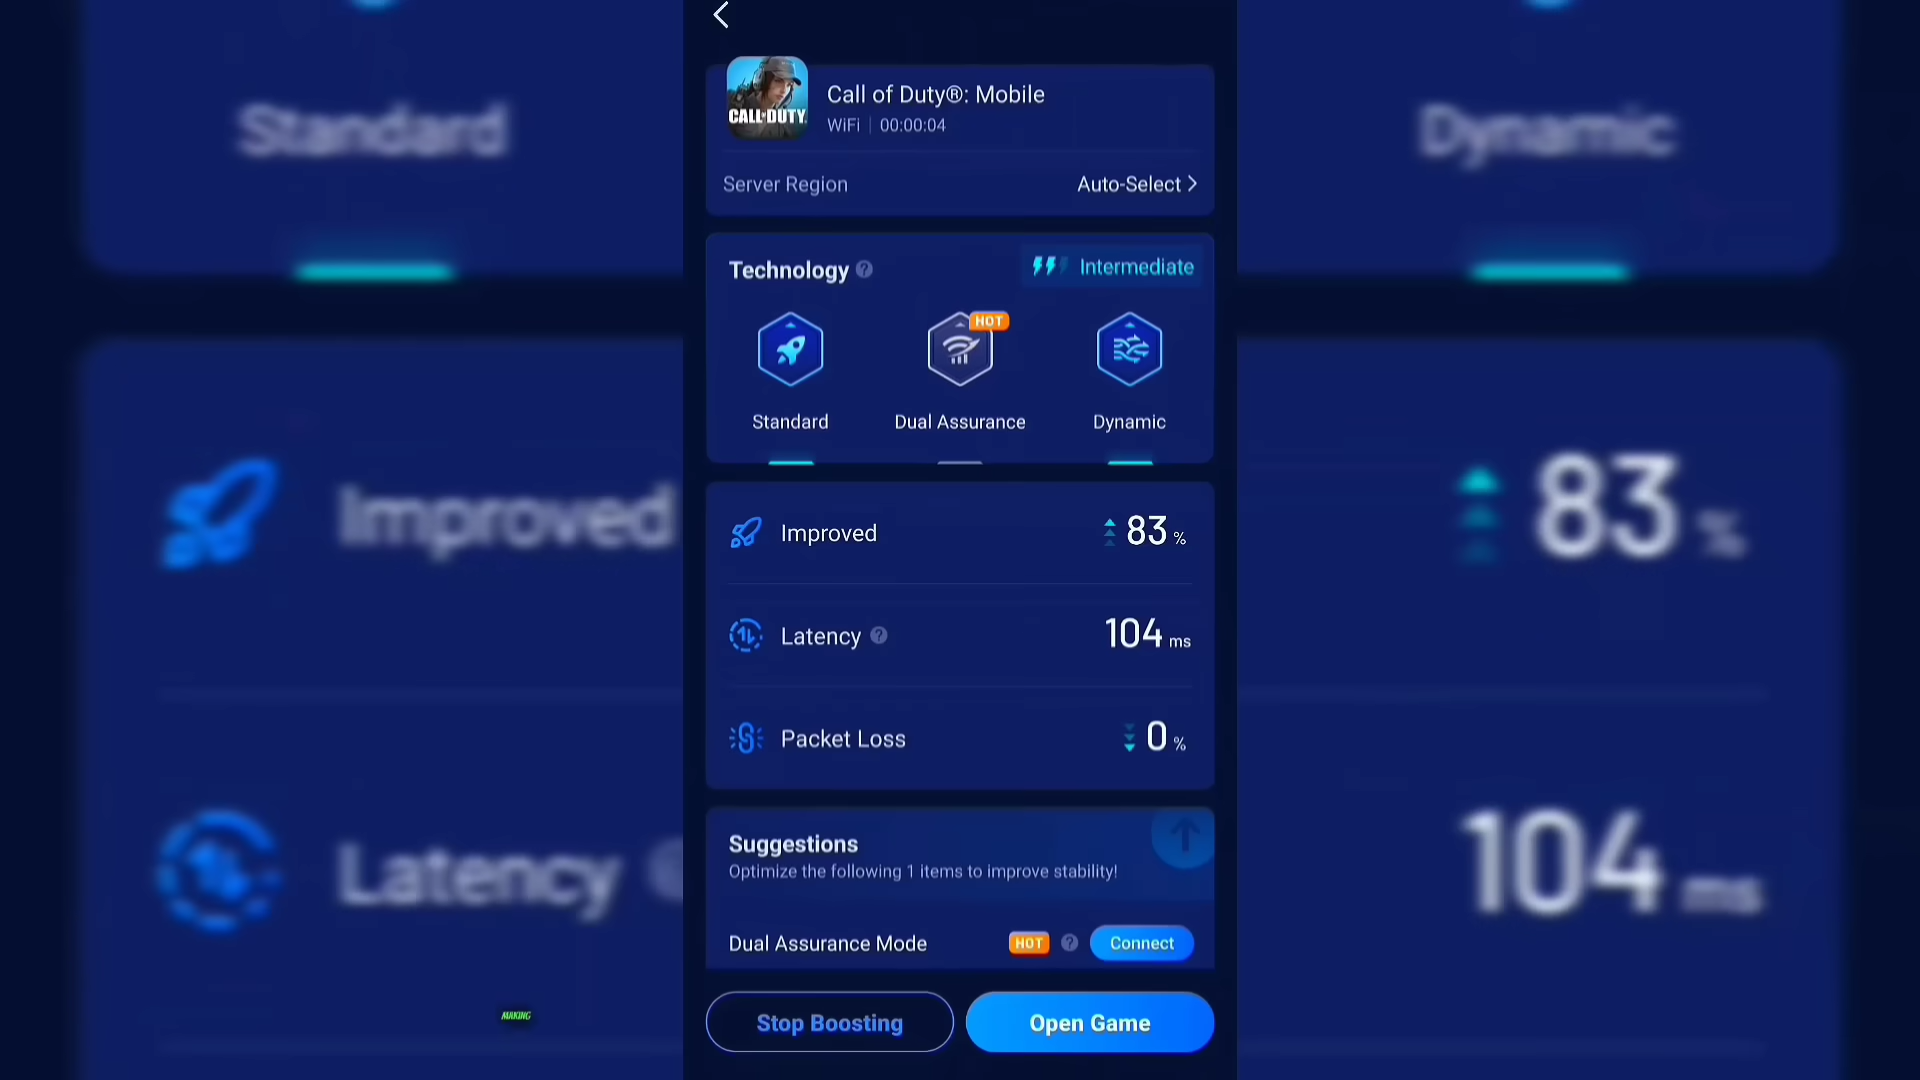 Call of Duty®: Mobile
CALL OF DUTY
WiFi | 00:00:04
Server Region
Auto-Select
Technology
Intermediate
HOT
Standard
Dual Assurance
Dynamic
Improved
83 %
Latency
104 ms
Packet Loss
0 %
Suggestions
Optimize the following 1 items to improve stability!
Dual Assurance Mode
HOT
Connect
Stop Boosting
Open Game
Standard
Dynamic
Improved
83 %
Latency
104 ms
MAKING